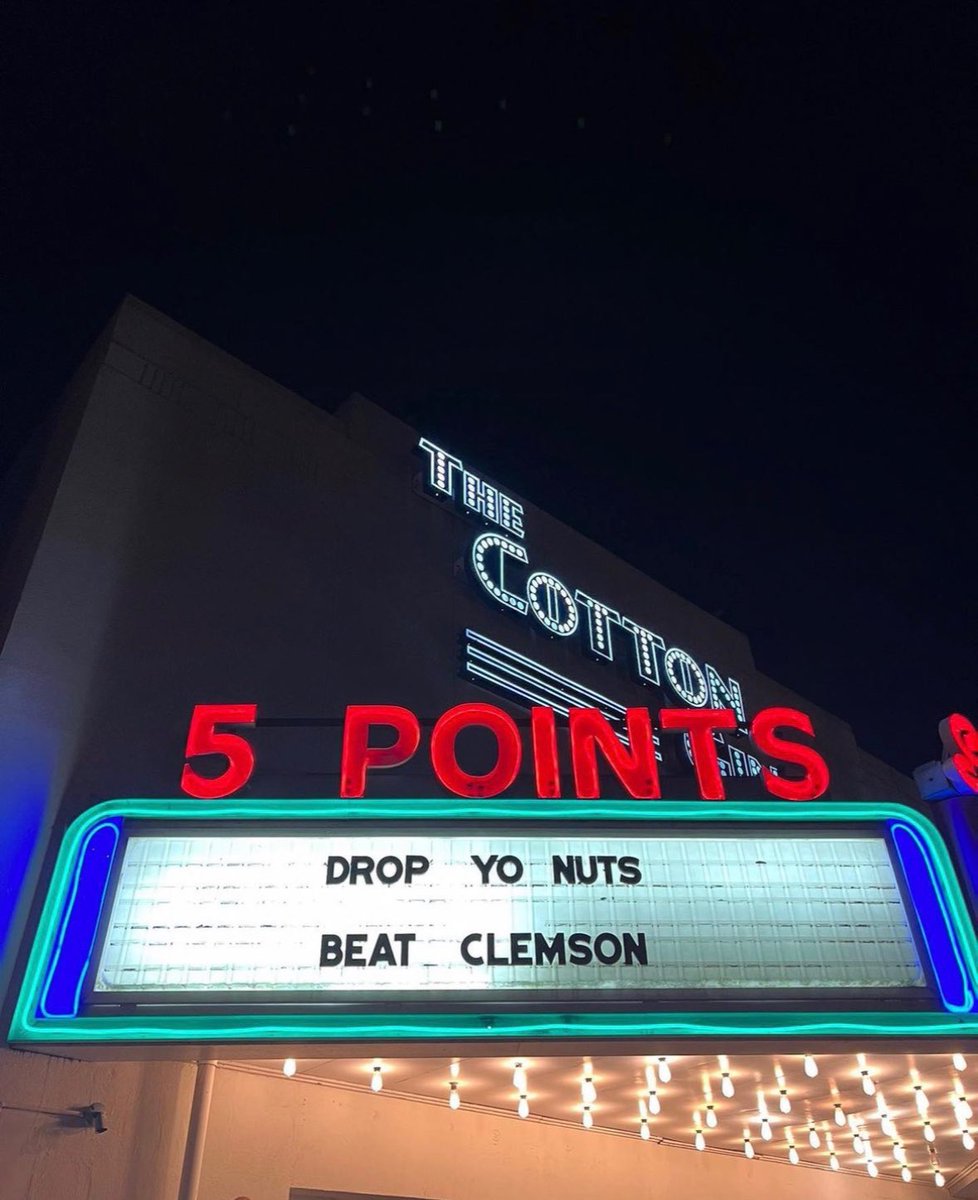 THE
COTTON
5 POINTS
DROP YO NUTS
BEAT CLEMSON